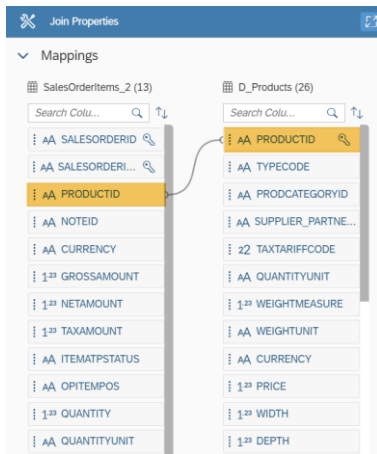 Join Properties
Mappings
SalesOrderItems_2 (13)
Search Colu...
AA SALESORDERID
AA SALESORDERI...
AA PRODUCTID
AA NOTEID
AA CURRENCY
123 GROSSAMOUNT
123 NETAMOUNT
123 TAXAMOUNT
AA ITEMATPSTATUS
AA OPITEMPOS
123 QUANTITY
AA QUANTITYUNIT
D_Products (26)
Search Colu...
AA PRODUCTID
AA TYPECODE
AA PRODCATEGORYID
AA SUPPLIER_PARTNE...
22 TAXTARIFFCODE
AA QUANTITYUNIT
123 WEIGHTMEASURE
AA WEIGHTUNIT
AA CURRENCY
123 PRICE
123 WIDTH
123 DEPTH